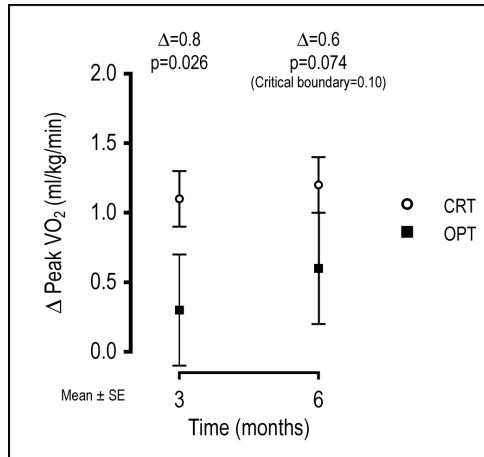 Δ=0.8 Δ=0.6
p=0.026 p=0.074
(Critical boundary=0.10)
2.0
1.5
1.0
0.5
0.0
Δ Peak VO₂ (ml/kg/min)
CRT
OPT
Mean ± SE
3 6
Time (months)